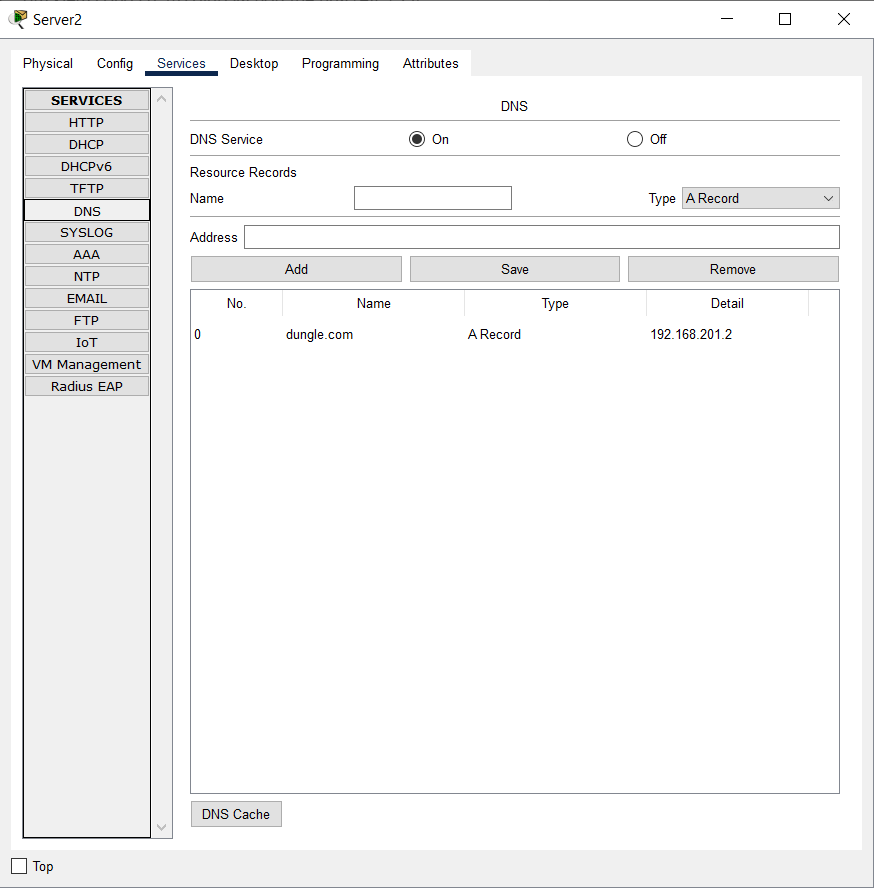 Server2
Physical Config Services Desktop Programming Attributes
SERVICES
HTTP
DHCP
DHCPv6
TFTP
DNS
SYSLOG
AAA
NTP
EMAIL
FTP
IoT
VM Management
Radius EAP
DNS
DNS Service On Off
Resource Records
Name Type A Record
Address
Add Save Remove
No. Name Type Detail
0 dungle.com A Record 192.168.201.2
DNS Cache
Top